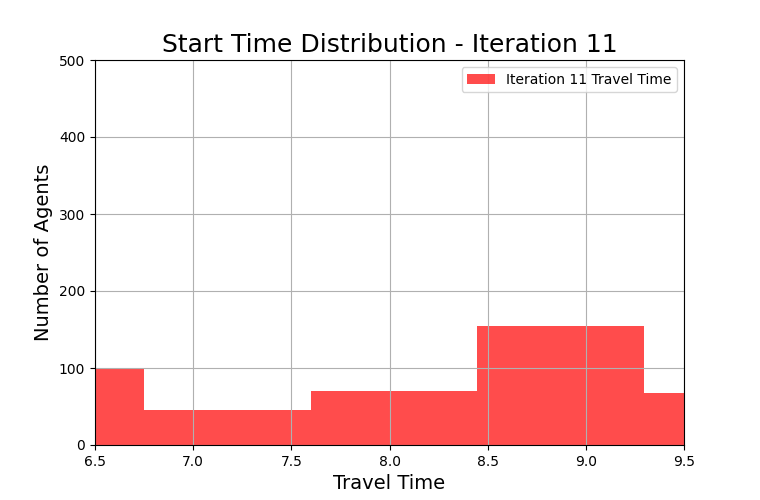 Start Time Distribution - Iteration 11
Iteration 11 Travel Time
Number of Agents
500
400
300
200
100
0
6.5 7.0 7.5 8.0 8.5 9.0 9.5
Travel Time